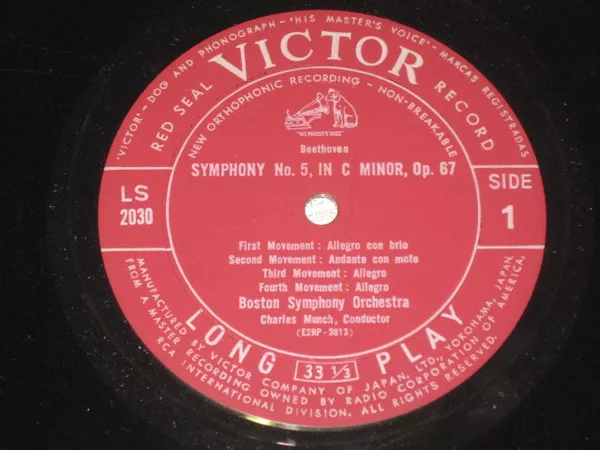 'VICTOR' - DOG AND PHONOGRAPH - 'HIS MASTER'S VOICE' - MARCAS REGISTRADAS
RED SEAL VICTOR RECORD
NEW ORTHOPHONIC RECORDING - NON-BREAKABLE
"HIS MASTER'S VOICE"
Beethoven
SYMPHONY No. 5, IN C MINOR, Op. 67
LS
2030
SIDE
1
First Movement : Allegro con brio
Second Movement : Andante con moto
Third Movement : Allegro
Fourth Movement : Allegro
Boston Symphony Orchestra
Charles Munch, Conductor
(E2RP - 3813)
LONG 33 1/3 PLAY
MANUFACTURED BY VICTOR COMPANY OF JAPAN, LTD., YOKOHAMA, JAPAN,
FROM A MASTER RECORDING OWNED BY RADIO CORPORATION OF AMERICA,
RCA INTERNATIONAL DIVISION. ALL RIGHTS RESERVED.